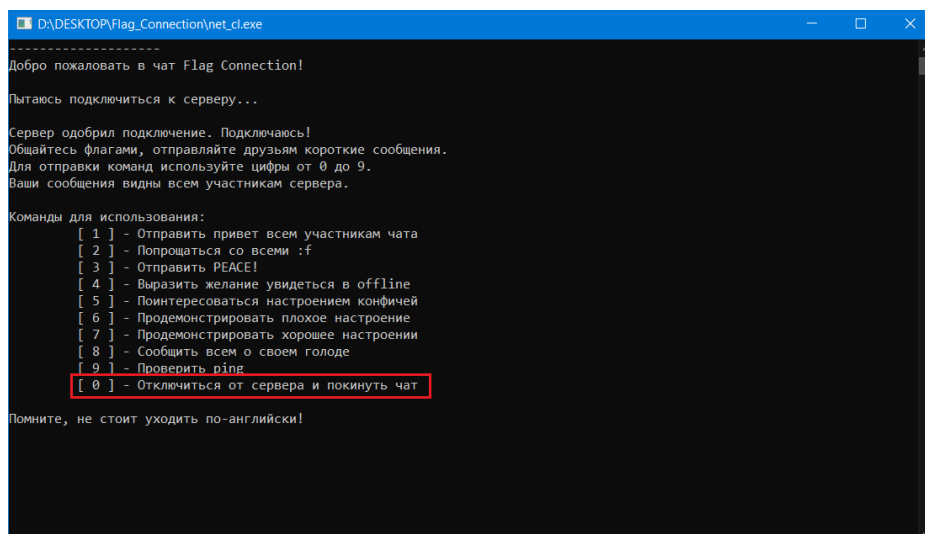 D:\DESKTOP\Flag_Connection\net_cl.exe
--------------------
Добро пожаловать в чат Flag Connection!
Пытаюсь подключиться к серверу...
Сервер одобрил подключение. Подключаюсь!
Общайтесь флагами, отправляйте друзьям короткие сообщения.
Для отправки команд используйте цифры от 0 до 9.
Ваши сообщения видны всем участникам сервера.
Команды для использования:
[ 1 ] - Отправить привет всем участникам чата
[ 2 ] - Попрощаться со всеми :f
[ 3 ] - Отправить PEACE!
[ 4 ] - Выразить желание увидеться в offline
[ 5 ] - Поинтересоваться настроением конфичей
[ 6 ] - Продемонстрировать плохое настроение
[ 7 ] - Продемонстрировать хорошее настроении
[ 8 ] - Сообщить всем о своем голоде
[ 9 ] - Проверить ping
[ 0 ] - Отключиться от сервера и покинуть чат
Помните, не стоит уходить по-английски!